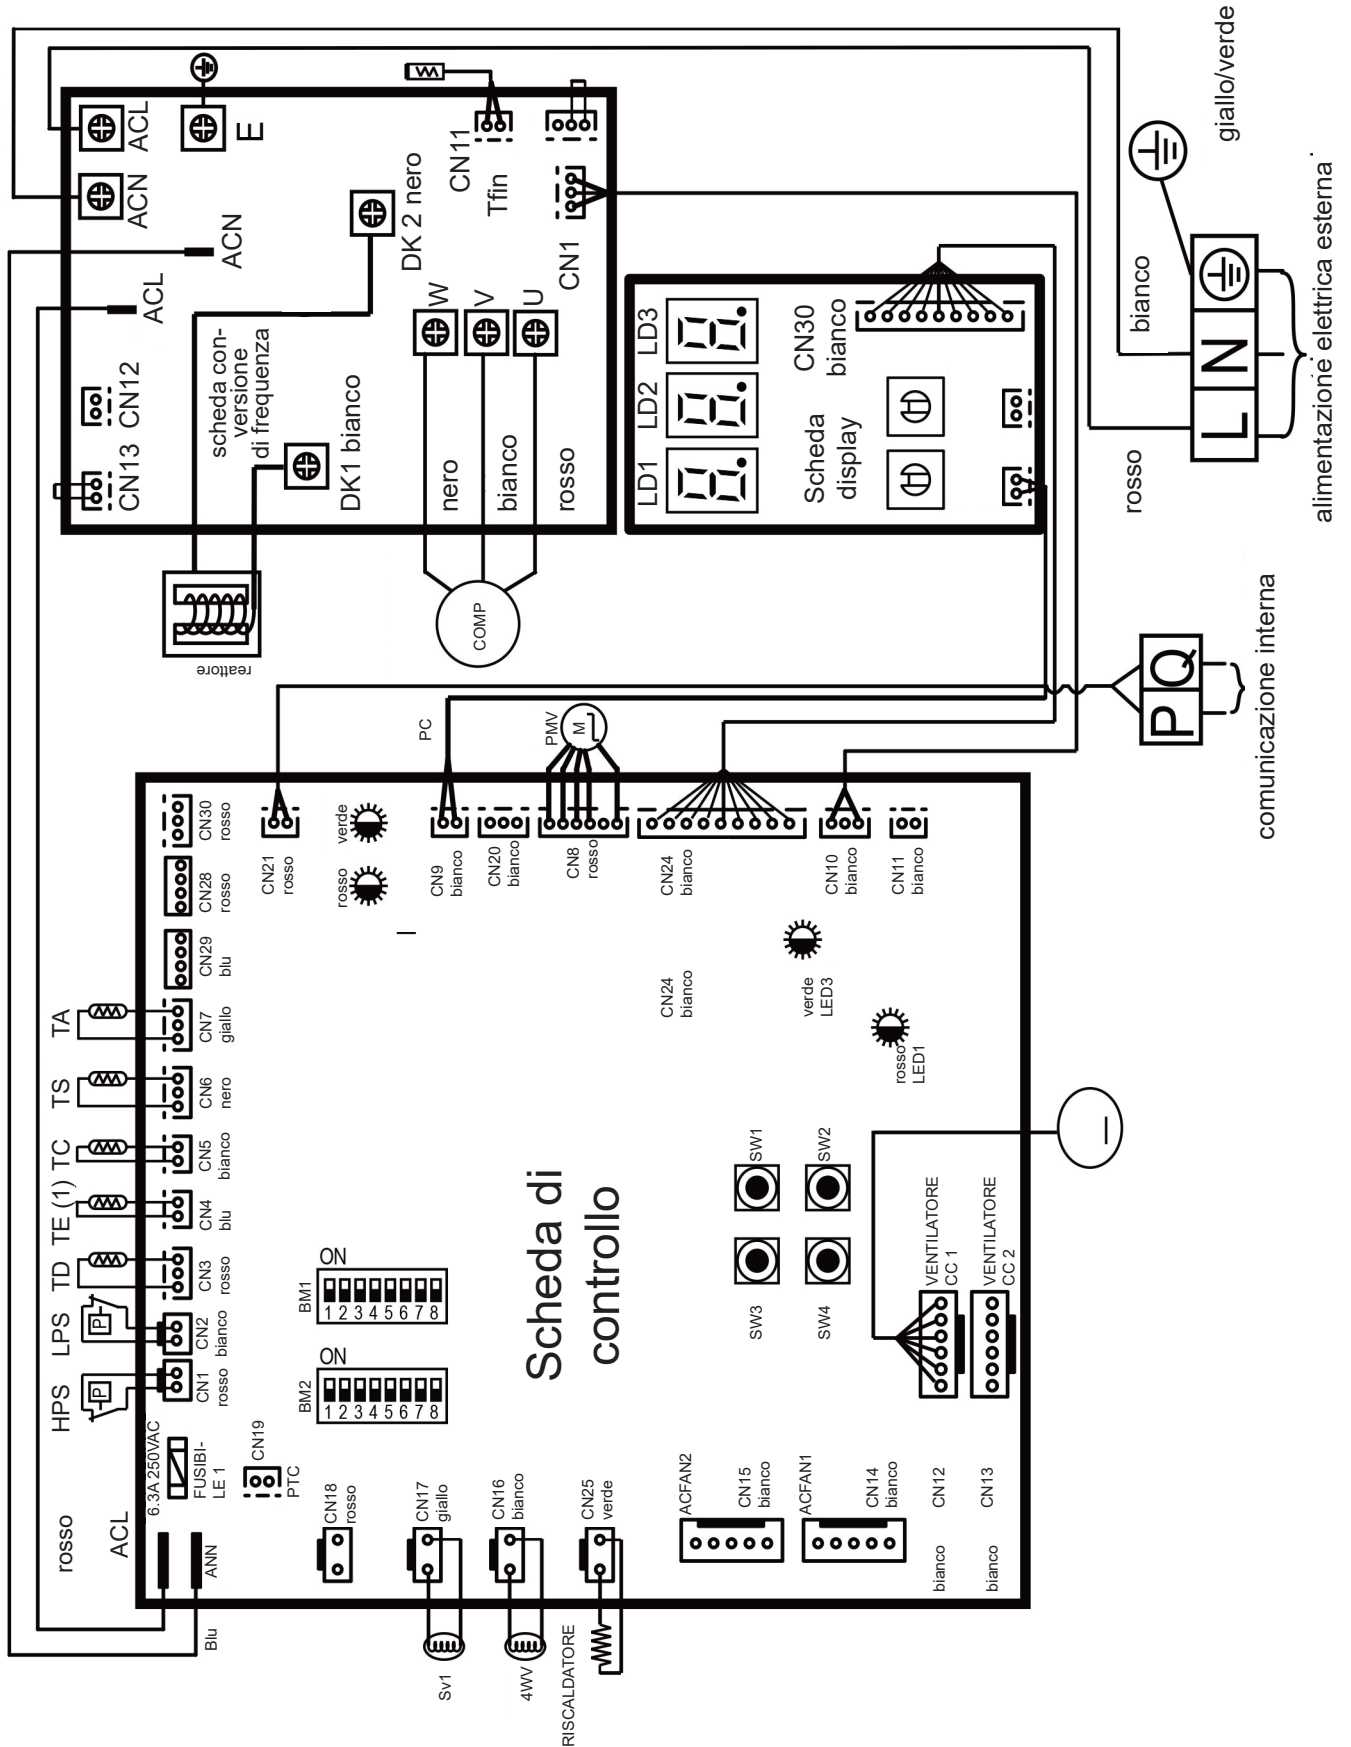 rosso
ACL
Blu
ANN
6.3A 250VAC
FUSIBI-
LE 1
HPS
P
CN1
rosso
LPS
P
CN2
bianco
TD
CN3
rosso
TE (1)
CN4
blu
TC
CN5
bianco
TS
CN6
nero
TA
CN7
giallo
CN29
blu
CN28
rosso
CN30
rosso
CN19
PTC
CN18
rosso
CN17
giallo
Sv1
CN16
bianco
4WV
CN25
verde
RISCALDATORE
BM2
ON
1 2 3 4 5 6 7 8
BM1
ON
1 2 3 4 5 6 7 8
CN21
rosso
rosso
verde
CN9
bianco
PC
CN20
bianco
CN8
rosso
PMV
M
CN24
bianco
CN24
bianco
CN10
bianco
CN11
bianco
verde
LED3
rosso
LED1
Scheda di
controllo
SW3
SW1
SW4
SW2
ACFAN2
CN15
bianco
ACFAN1
CN14
bianco
bianco
CN12
VENTILATORE
CC 1
bianco
CN13
VENTILATORE
CC 2
reattore
COMP
CN13
CN12
ACL
ACN
ACN
ACL
E
scheda con-
versione
di frequenza
DK1 bianco
DK 2 nero
nero
W
bianco
V
rosso
U
CN11
Tfin
CN1
LD1
LD2
LD3
Scheda
display
CN30
bianco
rosso
bianco
giallo/verde
L N
alimentazione elettrica esterna
P Q
comunicazione interna